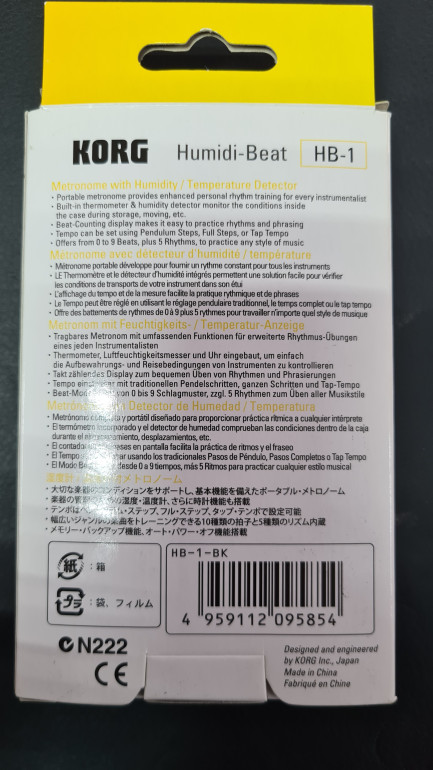 KORG Humidi-Beat HB-1
Metronome with Humidity / Temperature Detector
・Portable metronome provides enhanced personal rhythm training for every instrumentalist
・Built-in thermometer & humidity detector monitor the conditions inside
the case during storage, moving, etc.
・Beat-Counting display makes it easy to practice rhythms and phrasing
・Tempo can be set using Pendulum Steps, Full Steps, or Tap Tempo
・Offers from 0 to 9 Beats, plus 5 Rhythms, to practice any style of music
Métronome avec détecteur d'humidité / température
・Métronome portable développe pour fournir un rythme constant pour tous les instruments
・LE Thermomètre et le détecteur d'humidité intégrés permettent une solution facile pour vérifier
les conditions de transports de votre instrument dans son étui
・L'affichage du tempo et de la mesure facilite la pratique rythmique et de phrases
・Le Tempo peut être réglé en utilisant le réglage pendulaire traditionnel, le temps complet ou le tap tempo
・Offre des battements de rythmes de 0 à 9 plus 5 rythmes pour travailler n'importe quel style de musique
Metronom mit Feuchtigkeits- / Temperatur-Anzeige
・Tragbares Metronom mit umfassenden Funktionen für erweiterte Rhythmus-Übungen
eines jeden Instrumentalisten
・Thermometer, Luftfeuchtigkeitsmesser und Uhr eingebaut, um einfach
die Aufbewahrungs- und Reisebedingungen von Instrumenten zu kontrollieren
・Takt zählendes Display zum bequemen Üben von Rhythmen und Phrasierungen
・Tempo mit traditionellen Pendelschritten, ganzen Schritten und Tap-Tempo
・Beat-Mod von 0 bis 9 Schlagmuster, zzgl. 5 Rhythmen zum Üben aller Musikstile
Metró Detector de Humedad / Temperatura
・Metrónomo y portátil diseñado para proporcionar práctica rítmica a cualquier intérprete
・El termómetro incorporado y el detector de humedad comprueban las condiciones dentro de la caja
durante el desplazamientos, etc.
・El contador en pantalla facilita la práctica de ritmos y el fraseo
・El Tempo usando los tradicionales Pasos de Péndulo, Pasos Completos o Tap Tempo
・El Modo Beat desde 0 a 9 tiempos, más 5 Ritmos para practicar cualquier estilo musical
メトロノーム
・大切な楽器のコンディションをサポートし、基本機能を備えたポータブル・メトロノーム
・楽器の 湿度・温度計、さらに時計機能も搭載
・テンポは ステップ、フル・ステップ、タップ・テンポで設定可能
・幅広いジャンルの楽曲をトレーニングできる10種類の拍子と5種類のリズム内蔵
・メモリー・バックアップ機能、オート・パワー・オフ機能搭載
紙：箱
プラ：袋、フィルム
HB-1-BK
4 959112 095854
N222
CE
Designed and engineered
by KORG Inc., Japan
Made in China
Fabriqué en Chine